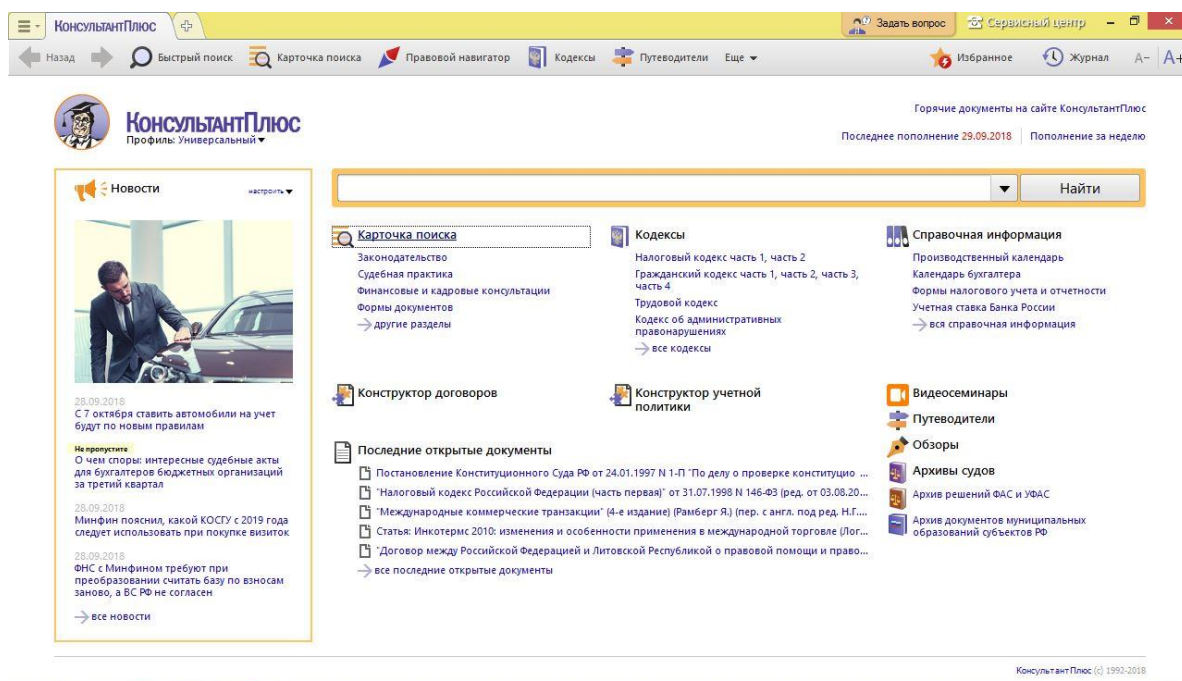 КонсультантПлюс
Задать вопрос
Сервисный центр
Назад
Быстрый поиск
Карточка поиска
Правовой навигатор
Кодексы
Путеводители
Еще
Избранное
Журнал
A-
A+
КонсультантПлюс
Профиль: Универсальный
Горячие документы на сайте КонсультантПлюс
Последнее пополнение 29.09.2018
Пополнение за неделю
Новости
настроить
28.09.2018
С 7 октября ставить автомобили на учет
будут по новым правилам
Не пропустите
О чем споры: интересные судебные акты
для бухгалтеров бюджетных организаций
за третий квартал
28.09.2018
Минфин пояснил, какой КОСГУ с 2019 года
следует использовать при покупке визиток
28.09.2018
ФНС с Минфином требуют при
преобразовании считать базу по взносам
заново, а ВС РФ не согласен
все новости
Найти
Карточка поиска
Законодательство
Судебная практика
Финансовые и кадровые консультации
Формы документов
другие разделы
Кодексы
Налоговый кодекс часть 1, часть 2
Гражданский кодекс часть 1, часть 2, часть 3,
часть 4
Трудовой кодекс
Кодекс об административных
правонарушениях
все кодексы
Справочная информация
Производственный календарь
Календарь бухгалтера
Формы налогового учета и отчетности
Учетная ставка Банка России
вся справочная информация
Конструктор договоров
Конструктор учетной
политики
Видеосеминары
Путеводители
Обзоры
Архивы судов
Архив решений ФАС и УФАС
Архив документов муниципальных
образований субъектов РФ
Последние открытые документы
Постановление Конституционного Суда РФ от 24.01.1997 N 1-П "По делу о проверке конституцио ...
"Налоговый кодекс Российской Федерации (часть первая)" от 31.07.1998 N 146-ФЗ (ред. от 03.08.20...
"Международные коммерческие транзакции" (4-е издание) (Рамберг Я.) (пер. с англ. под ред. Н.Г....
Статья: Инкотермс 2010: изменения и особенности применения в международной торговле (Лог...
"Договор между Российской Федерацией и Литовской Республикой о правовой помощи и право...
все последние открытые документы
КонсультантПлюс (c) 1992-2018